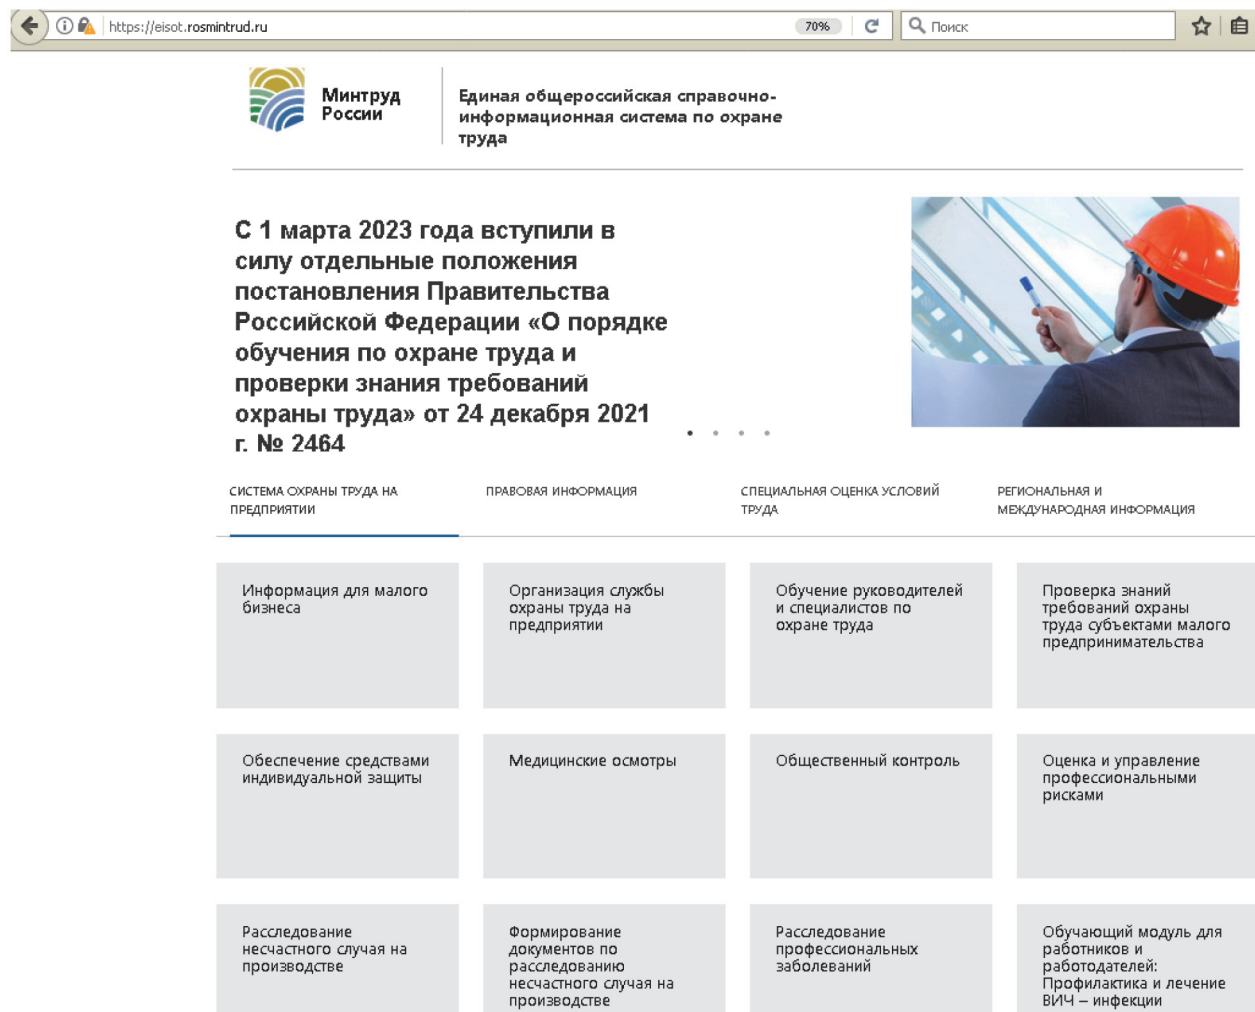 https://eisot.rosmintrud.ru
70%
Поиск
Минтруд
России
Единая общероссийская справочно-
информационная система по охране
труда
С 1 марта 2023 года вступили в
силу отдельные положения
постановления Правительства
Российской Федерации «О порядке
обучения по охране труда и
проверки знания требований
охраны труда» от 24 декабря 2021
г. № 2464
СИСТЕМА ОХРАНЫ ТРУДА НА
ПРЕДПРИЯТИИ
ПРАВОВАЯ ИНФОРМАЦИЯ
СПЕЦИАЛЬНАЯ ОЦЕНКА УСЛОВИЙ
ТРУДА
РЕГИОНАЛЬНАЯ И
МЕЖДУНАРОДНАЯ ИНФОРМАЦИЯ
Информация для малого
бизнеса
Организация службы
охраны труда на
предприятии
Обучение руководителей
и специалистов по
охране труда
Проверка знаний
требований охраны
труда субъектами малого
предпринимательства
Обеспечение средствами
индивидуальной защиты
Медицинские осмотры
Общественный контроль
Оценка и управление
профессиональными
рисками
Расследование
несчастного случая на
производстве
Формирование
документов по
расследованию
несчастного случая на
производстве
Расследование
профессиональных
заболеваний
Обучающий модуль для
работников и
работодателей:
Профилактика и лечение
ВИЧ – инфекции